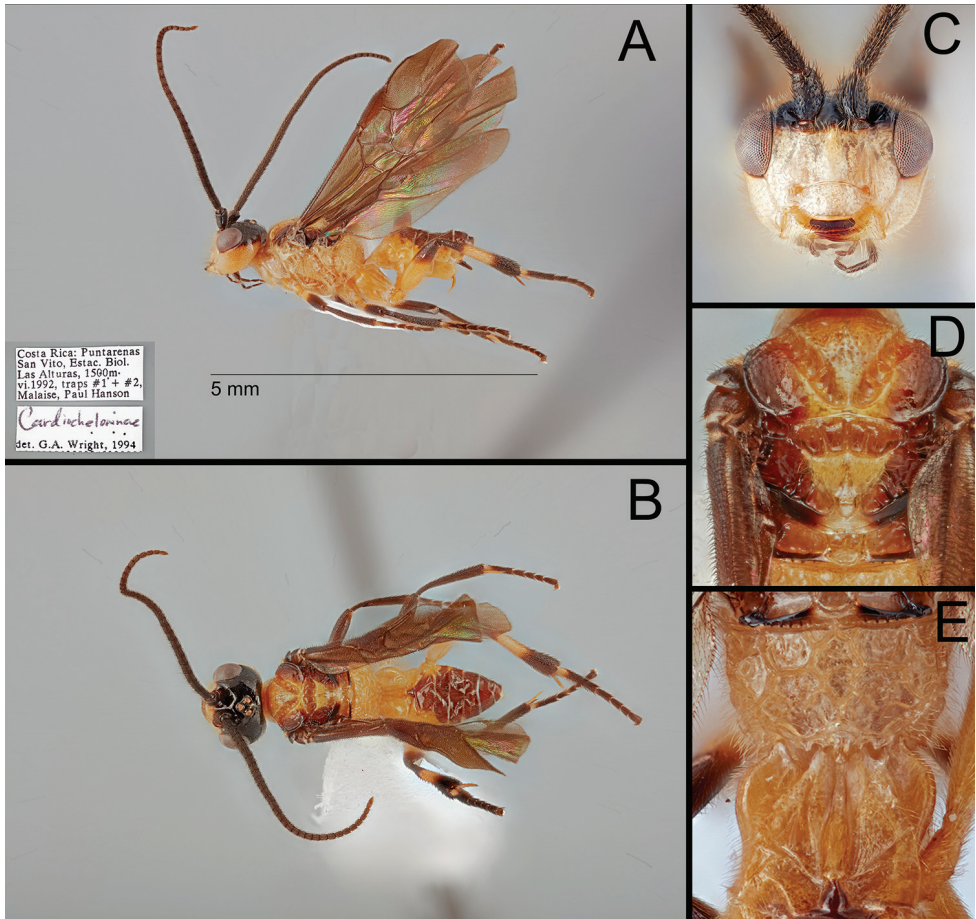 A
Costa Rica: Puntarenas
San Vito, Estac. Biol.
Las Alturas, 1500m.
vi.1992, traps #1 + #2,
Malaise, Paul Hanson
Cardiocheloninae
det. G.A. Wright, 1994
5 mm
B
C
D
E